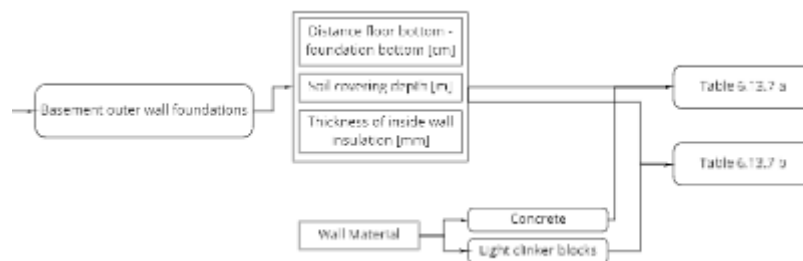 Distance floor bottom -
foundation bottom [cm]
Basement outer wall foundations
Soil covering depth [m]
Thickness of inside wall
insulation [mm]
Table 6.13.7 a
Table 6.13.7 b
Wall Material
Concrete
Light clinker blocks